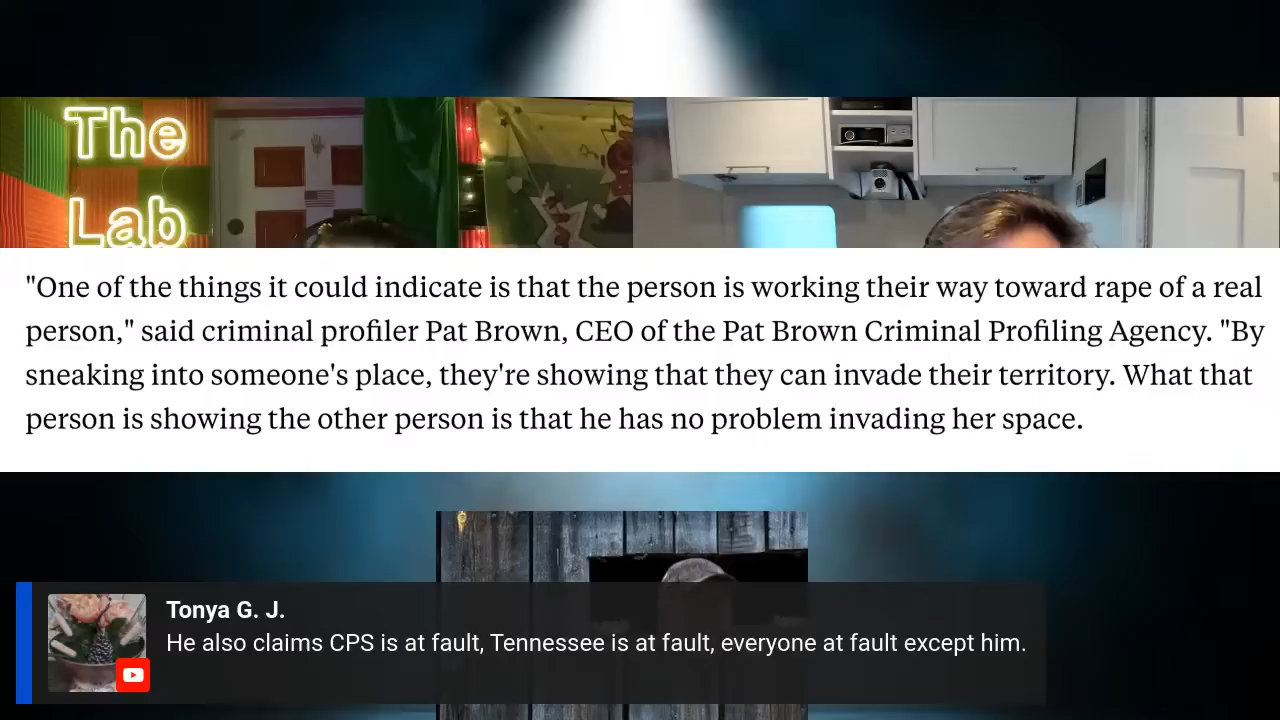 The
Lab
"One of the things it could indicate is that the person is working their way toward rape of a real
person," said criminal profiler Pat Brown, CEO of the Pat Brown Criminal Profiling Agency. "By
sneaking into someone's place, they're showing that they can invade their territory. What that
person is showing the other person is that he has no problem invading her space.
Tonya G. J.
He also claims CPS is at fault, Tennessee is at fault, everyone at fault except him.